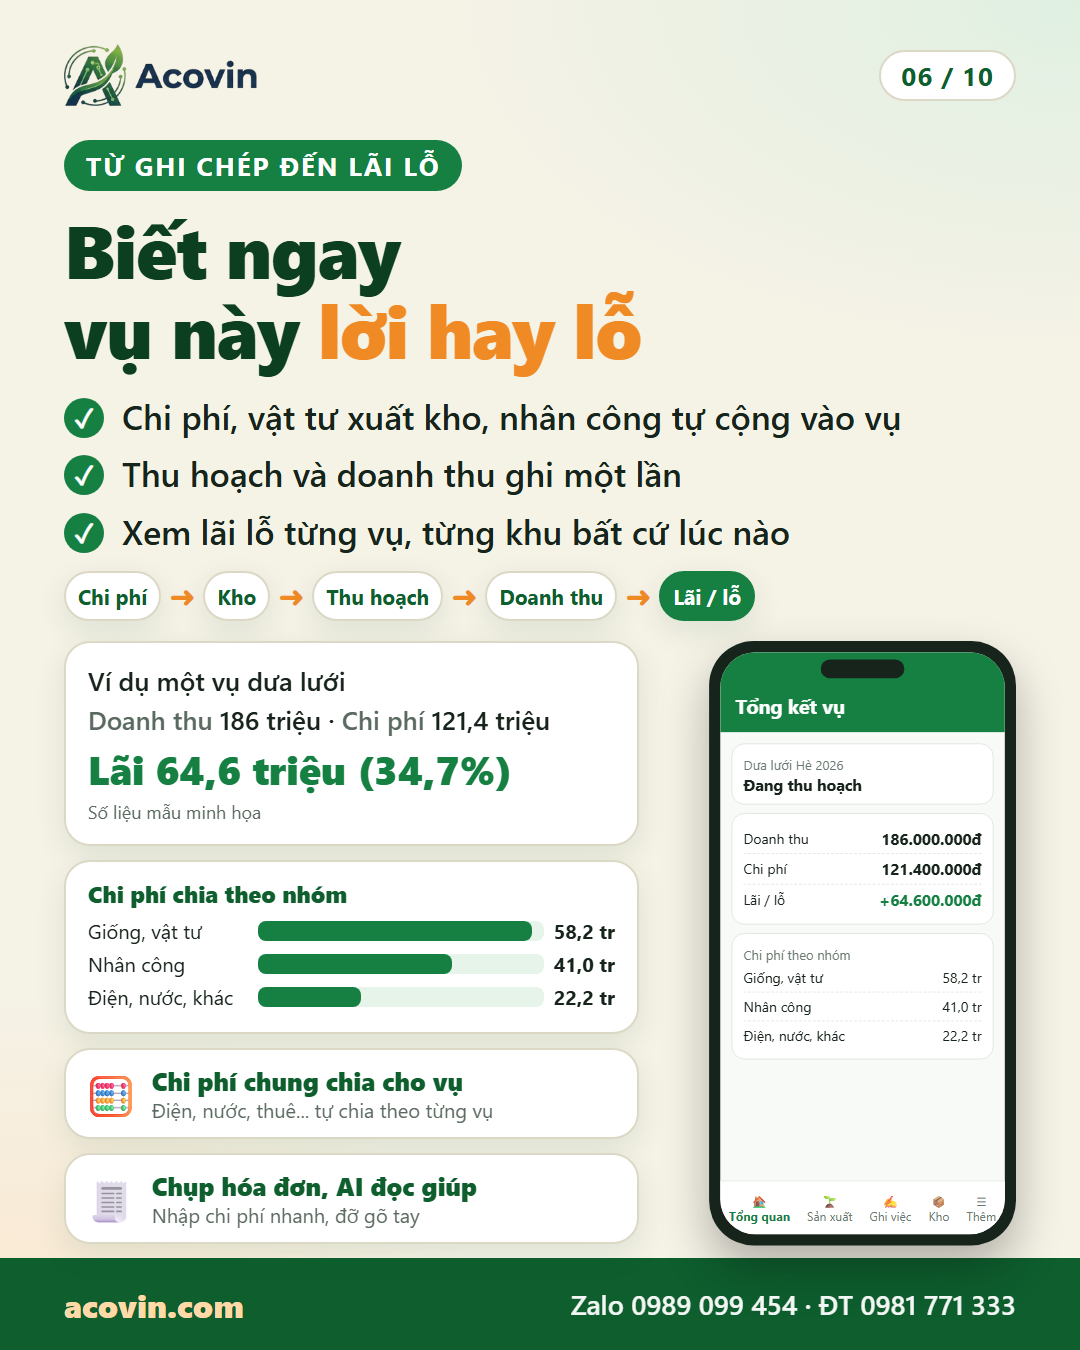 Acovin
06 / 10
TỪ GHI CHÉP ĐẾN LÃI LỖ
Biết ngay
vụ này lời hay lỗ
Chi phí, vật tư xuất kho, nhân công tự cộng vào vụ
Thu hoạch và doanh thu ghi một lần
Xem lãi lỗ từng vụ, từng khu bất cứ lúc nào
Chi phí → Kho → Thu hoạch → Doanh thu → Lãi / lỗ
Ví dụ một vụ dưa lưới
Doanh thu 186 triệu · Chi phí 121,4 triệu
Lãi 64,6 triệu (34,7%)
Số liệu mẫu minh họa
Chi phí chia theo nhóm
Giống, vật tư 58,2 tr
Nhân công 41,0 tr
Điện, nước, khác 22,2 tr
Chi phí chung chia cho vụ
Điện, nước, thuê... tự chia theo từng vụ
Chụp hóa đơn, AI đọc giúp
Nhập chi phí nhanh, đỡ gõ tay
Tổng kết vụ
Dưa lưới Hè 2026
Đang thu hoạch
Doanh thu 186.000.000đ
Chi phí 121.400.000đ
Lãi / lỗ +64.600.000đ
Chi phí theo nhóm
Giống, vật tư 58,2 tr
Nhân công 41,0 tr
Điện, nước, khác 22,2 tr
Tổng quan Sản xuất Ghi việc Kho Thêm
acovin.com
Zalo 0989 099 454 · ĐT 0981 771 333